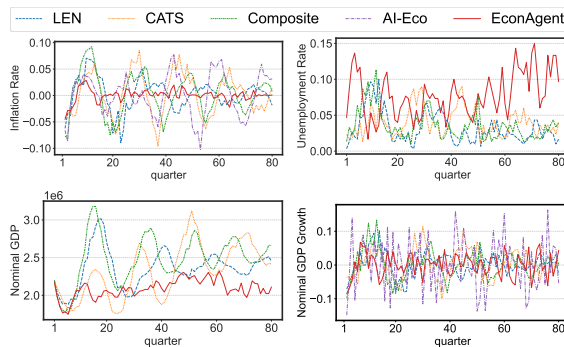 LEN CATS Composite AI-Eco EconAgent
0.10
0.05
0.00
−0.05
−0.10
Inflation Rate
1 20 40 60 80
quarter
0.15
0.10
0.05
0.00
Unemployment Rate
1 20 40 60 80
quarter
1e6
3.0
2.5
2.0
Nominal GDP
1 20 40 60 80
quarter
0.1
0.0
−0.1
Nominal GDP Growth
1 20 40 60 80
quarter